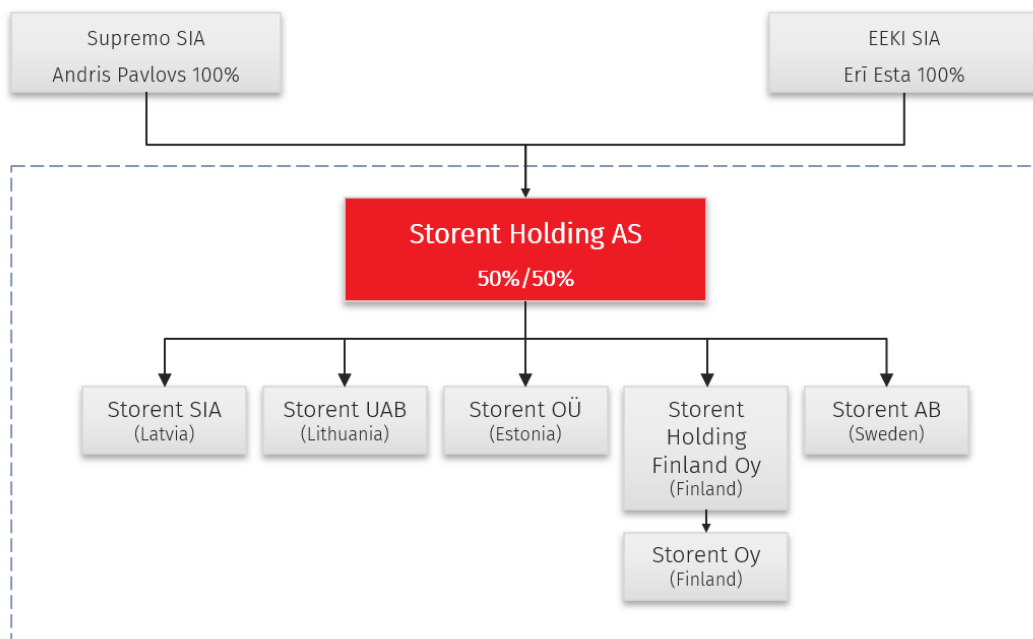 Supremo SIA
Andris Pavlovs 100%
EEKI SIA
Erī Esta 100%
Storent Holding AS
50%/50%
Storent SIA
(Latvia)
Storent UAB
(Lithuania)
Storent OÜ
(Estonia)
Storent
Holding
Finland Oy
(Finland)
Storent AB
(Sweden)
Storent Oy
(Finland)